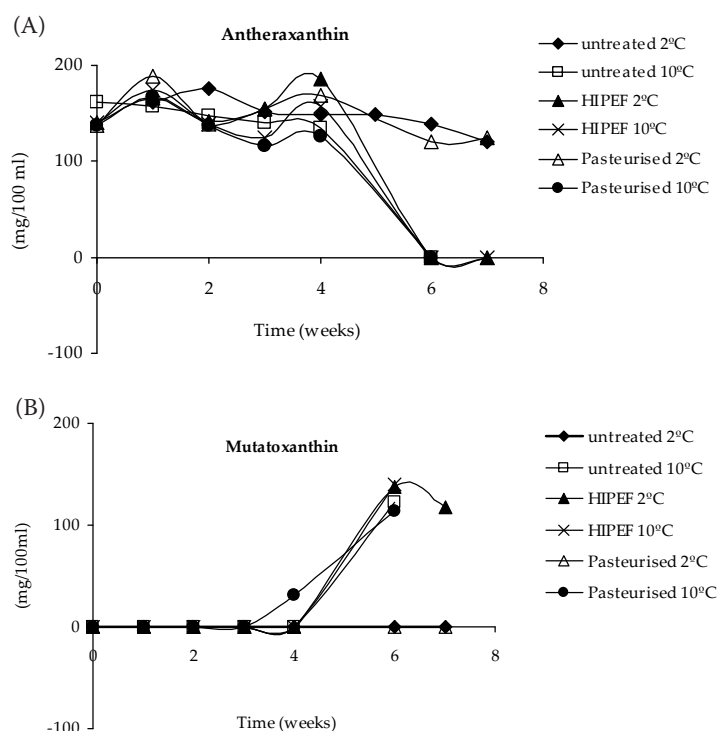 (A)
Antheraxanthin
200
100
0
-100
(mg/100 ml)
0
2
4
6
8
Time (weeks)
untreated 2ºC
untreated 10ºC
HIPEF 2ºC
HIPEF 10ºC
Pasteurised 2ºC
Pasteurised 10ºC
(B)
Mutatoxanthin
200
100
0
-100
(mg/100ml)
0
2
4
6
8
Time (weeks)
untreated 2ºC
untreated 10ºC
HIPEF 2ºC
HIPEF 10ºC
Pasteurised 2ºC
Pasteurised 10ºC